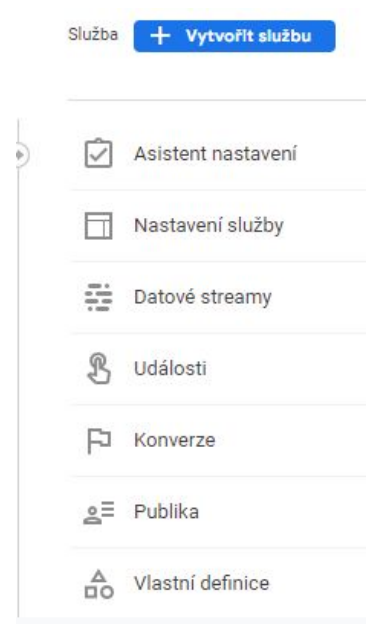 Služba + Vytvořit službu
Asistent nastavení
Nastavení služby
Datové streamy
Události
Konverze
Publika
Vlastní definice